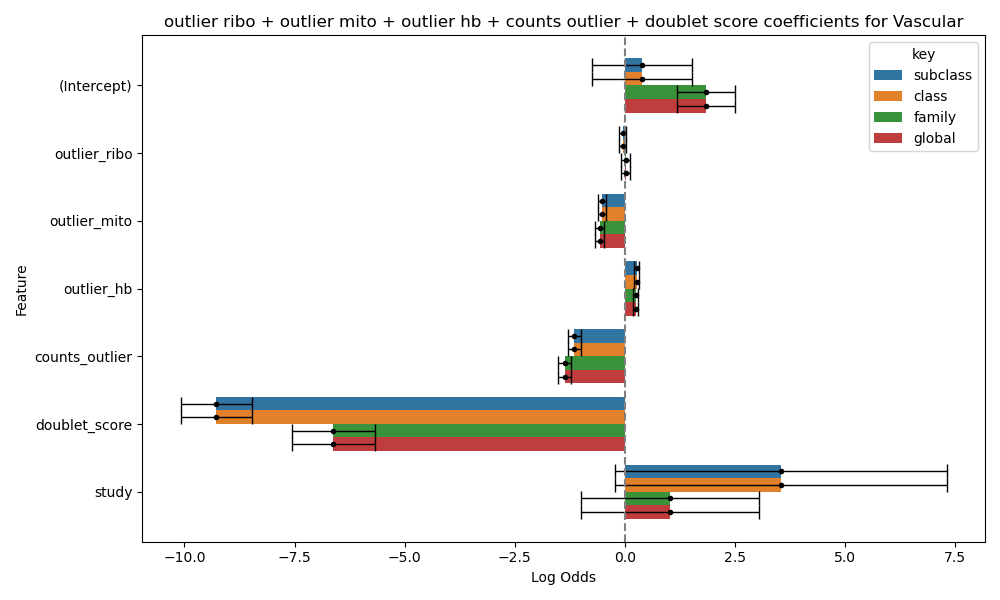 outlier ribo + outlier mito + outlier hb + counts outlier + doublet score coefficients for Vascular
key
subclass
class
family
global
(Intercept)
outlier_ribo
outlier_mito
outlier_hb
counts_outlier
doublet_score
study
Feature
−10.0 −7.5 −5.0 −2.5 0.0 2.5 5.0 7.5
Log Odds